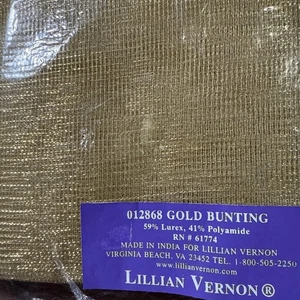 012868 GOLD BUNTING
59% Lurex, 41% Polyamide
RN # 61774
MADE IN INDIA FOR LILLIAN VERNON
VIRGINIA BEACH, VA 23452 TEL. 1-800-505-2250
www.lillianvernon.com
LILLIAN VERNON®